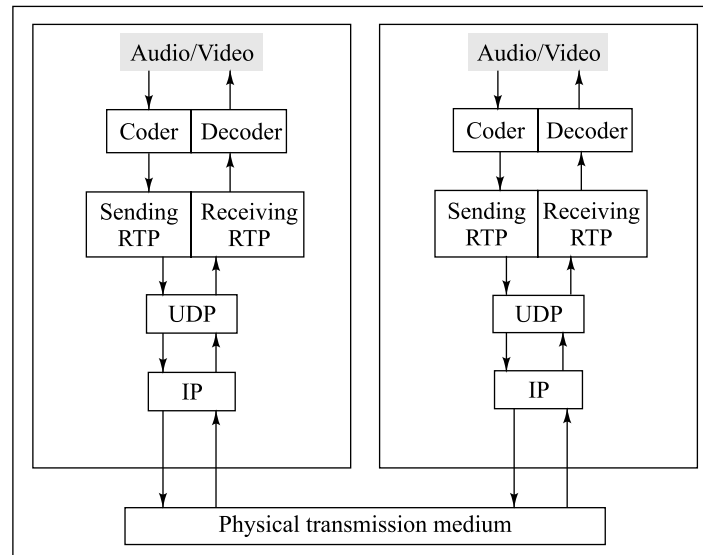 Audio/Video
Coder
Decoder
Sending
RTP
Receiving
RTP
UDP
IP
Audio/Video
Coder
Decoder
Sending
RTP
Receiving
RTP
UDP
IP
Physical transmission medium